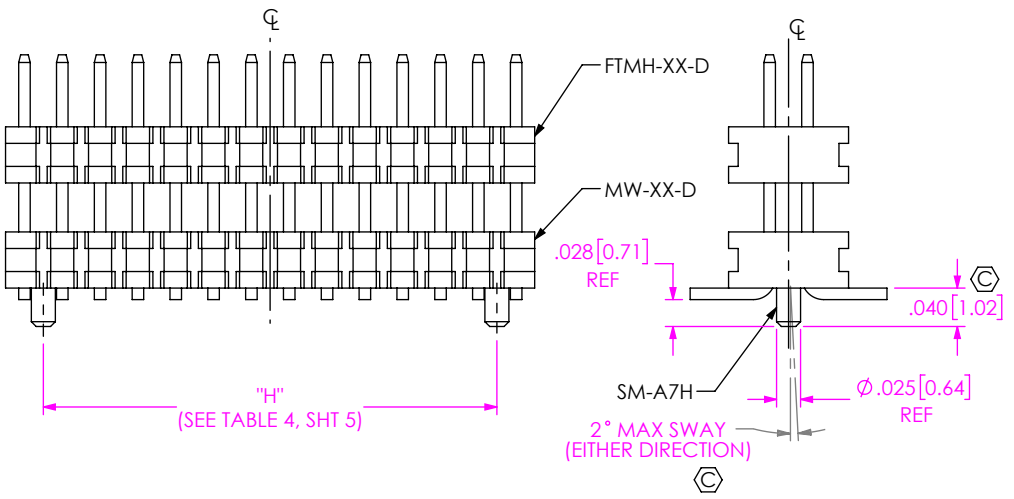 ℄
℄
FTMH-XX-D
MW-XX-D
.028[0.71]
REF
Ⓒ
.040[1.02]
SM-A7H
Ø.025[0.64]
REF
"H"
(SEE TABLE 4, SHT 5)
2° MAX SWAY
(EITHER DIRECTION)
Ⓒ